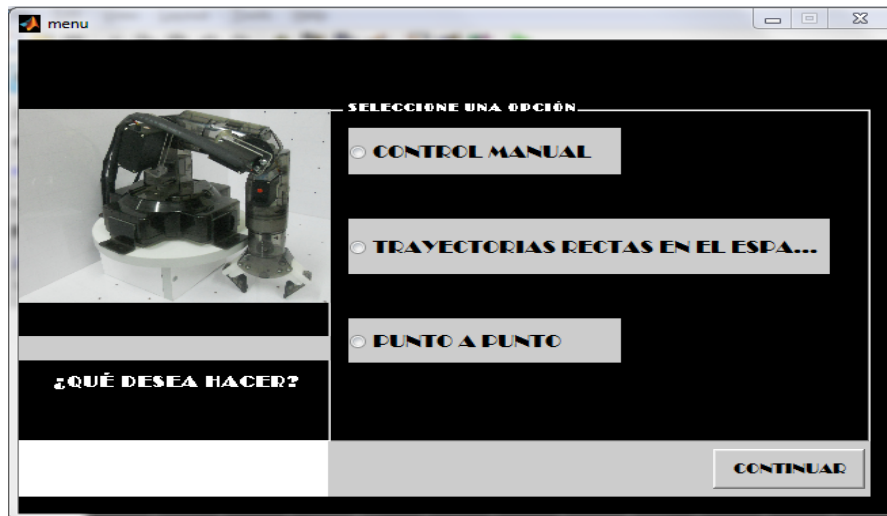 menu
SELECCIONE UNA OPCIÓN
CONTROL MANUAL
TRAYECTORIAS RECTAS EN EL ESPA...
PUNTO A PUNTO
¿QUÉ DESEA HACER?
CONTINUAR